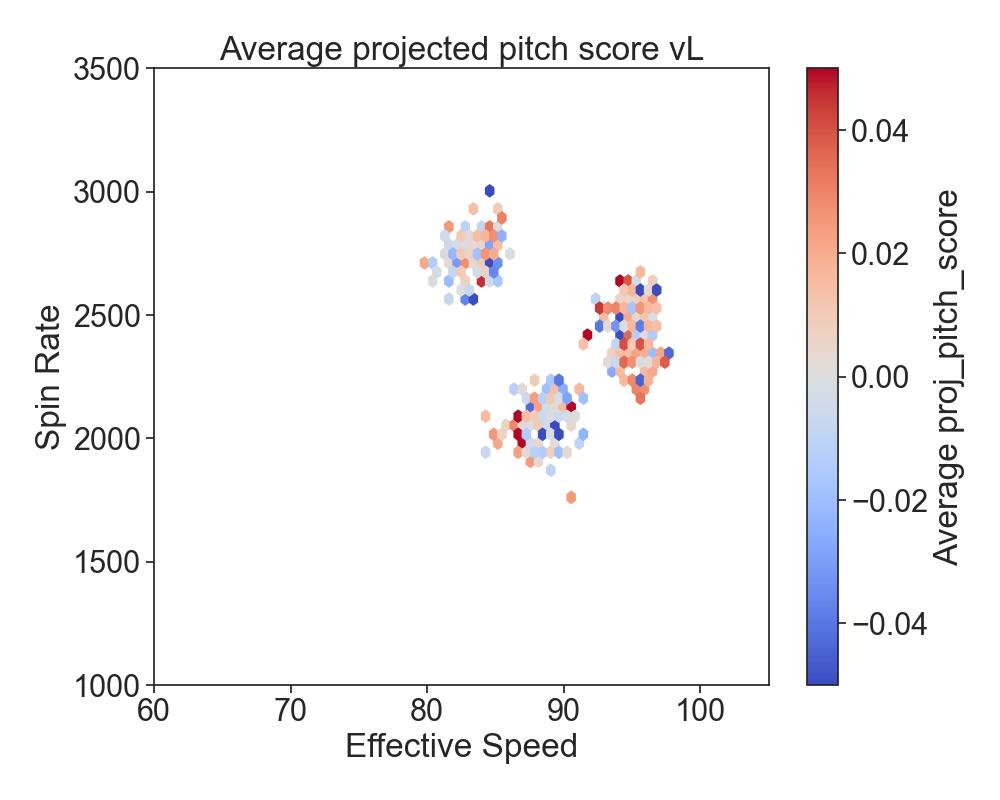 Average projected pitch score vL
3500
3000
2500
2000
1500
1000
Spin Rate
60 70 80 90 100
Effective Speed
0.04
0.02
0.00
−0.02
−0.04
Average proj_pitch_score